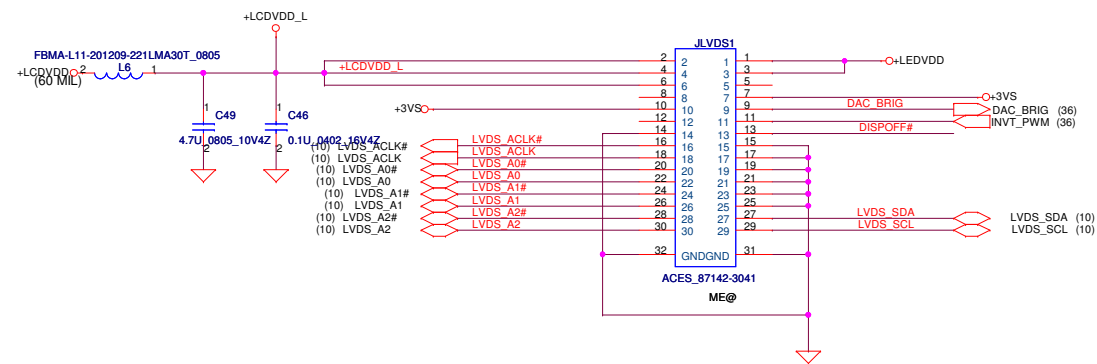 +LCDVDD_L
FBMA-L11-201209-221LMA30T_0805
L6
+LCDVDD 2 1
(60 MIL)
+LCDVDD_L
JLVDS1
+LEDVDD
1 C49 2
4.7U_0805_10V4Z
1 C46 2
0.1U_0402_16V4Z
+3VS
+3VS
2 2 1 1
4 4 3 3
6 6 5 5
8 8 7 7
10 10 9 9 DAC_BRIG DAC_BRIG (36)
12 12 11 11 INVT_PWM (36)
14 14 13 13 DISPOFF#
(10) LVDS_ACLK# LVDS_ACLK# 16 16 15 15
(10) LVDS_ACLK LVDS_ACLK 18 18 17 17
(10) LVDS_A0# LVDS_A0# 20 20 19 19
(10) LVDS_A0 LVDS_A0 22 22 21 21
(10) LVDS_A1# LVDS_A1# 24 24 23 23
(10) LVDS_A1 LVDS_A1 26 26 25 25
(10) LVDS_A2# LVDS_A2# 28 28 27 27 LVDS_SDA LVDS_SDA (10)
(10) LVDS_A2 LVDS_A2 30 30 29 29 LVDS_SCL LVDS_SCL (10)
32 GND GND 31
ACES_87142-3041
ME@